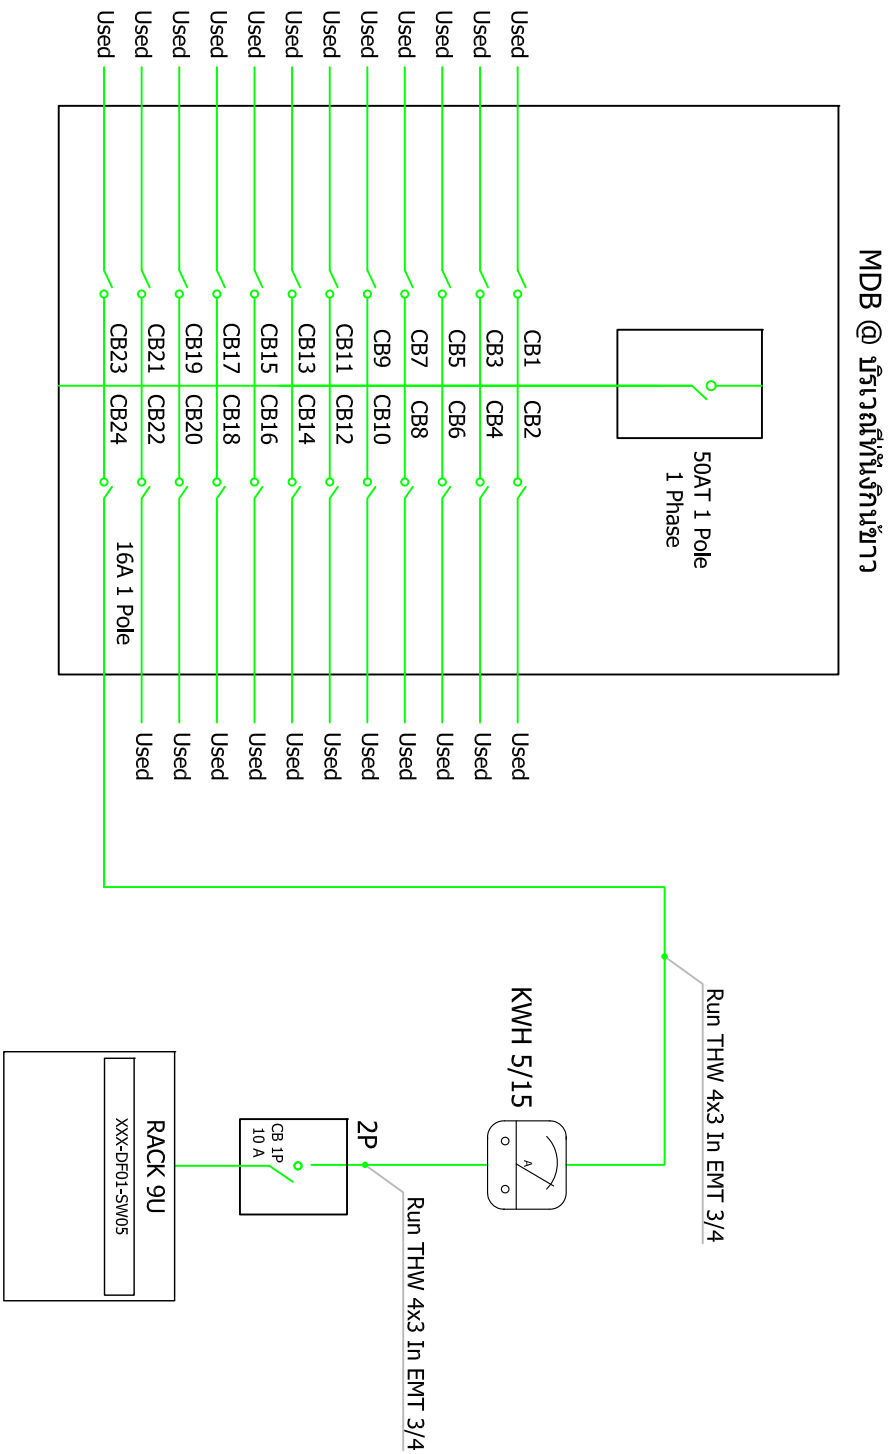 MDB @ บริเวณที่นั่งกินข้าว
50AT 1 Pole
1 Phase
Run THW 4x3 In EMT 3/4
KWH 5/15
Used CB1 CB2 Used
Used CB3 CB4 Used
Used CB5 CB6 Used
Used CB7 CB8 Used
Used CB9 CB10 Used
Used CB11 CB12 Used
Used CB13 CB14 Used
Used CB15 CB16 Used
Used CB17 CB18 Used
Used CB19 CB20 Used
Used CB21 CB22 Used
Used CB23 CB24
16A 1 Pole
A
Run THW 4x3 In EMT 3/4
2P
CB 1P
10 A
RACK 9U
XXX-DF01-SW05